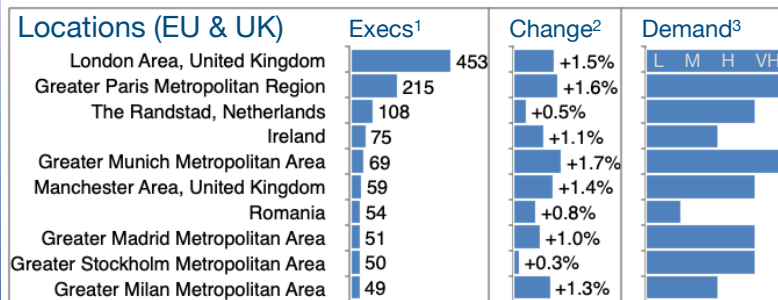 Locations (EU & UK) Execs¹ Change² Demand³
London Area, United Kingdom 453 +1.5% L M H VH
Greater Paris Metropolitan Region 215 +1.6%
The Randstad, Netherlands 108 +0.5%
Ireland 75 +1.1%
Greater Munich Metropolitan Area 69 +1.7%
Manchester Area, United Kingdom 59 +1.4%
Romania 54 +0.8%
Greater Madrid Metropolitan Area 51 +1.0%
Greater Stockholm Metropolitan Area 50 +0.3%
Greater Milan Metropolitan Area 49 +1.3%